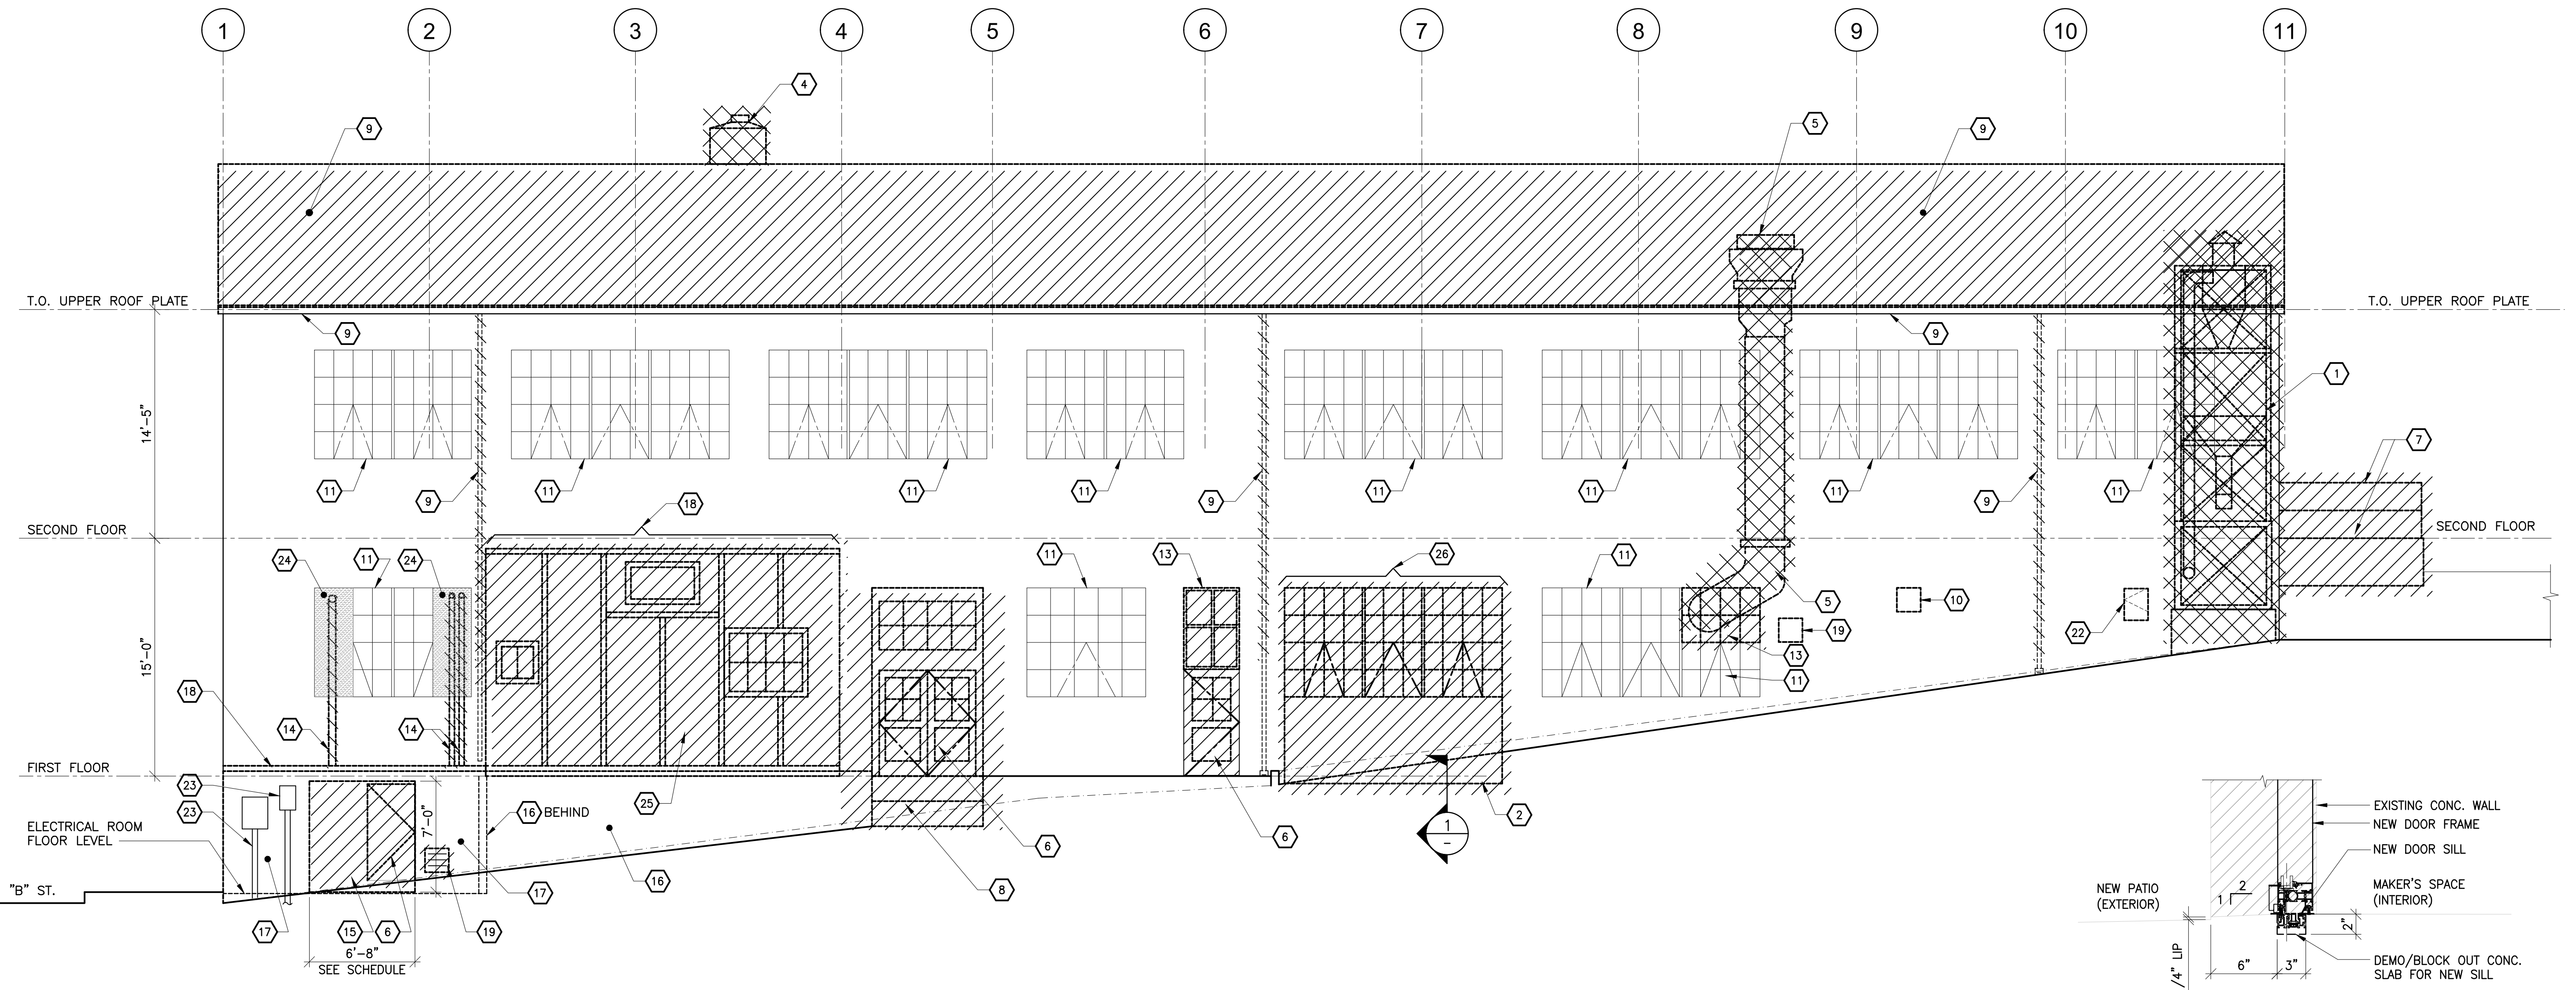 1 2 3 4 5 6 7 8 9 10 11
4
9 5 9
T.O. UPPER ROOF PLATE T.O. UPPER ROOF PLATE
9 9
14'-5"
1
7
11 9 11 11 11 9 11 11 11 9 11
18
SECOND FLOOR SECOND FLOOR
24 11 24 11 13 26 11
5 10
19 22
13
15'-0"
11
18
14 14
FIRST FLOOR
23
23
25
16 BEHIND
7'-0"
2
1
–
ELECTRICAL ROOM
FLOOR LEVEL
6 6
16 8
17
"B" ST.
17 15 6 19
6'-8"
SEE SCHEDULE
EXISTING CONC. WALL
NEW DOOR FRAME
NEW DOOR SILL
NEW PATIO
(EXTERIOR)
2
1
MAKER'S SPACE
(INTERIOR)
2"
/4" LIP
6" 3"
DEMO/BLOCK OUT CONC.
SLAB FOR NEW SILL